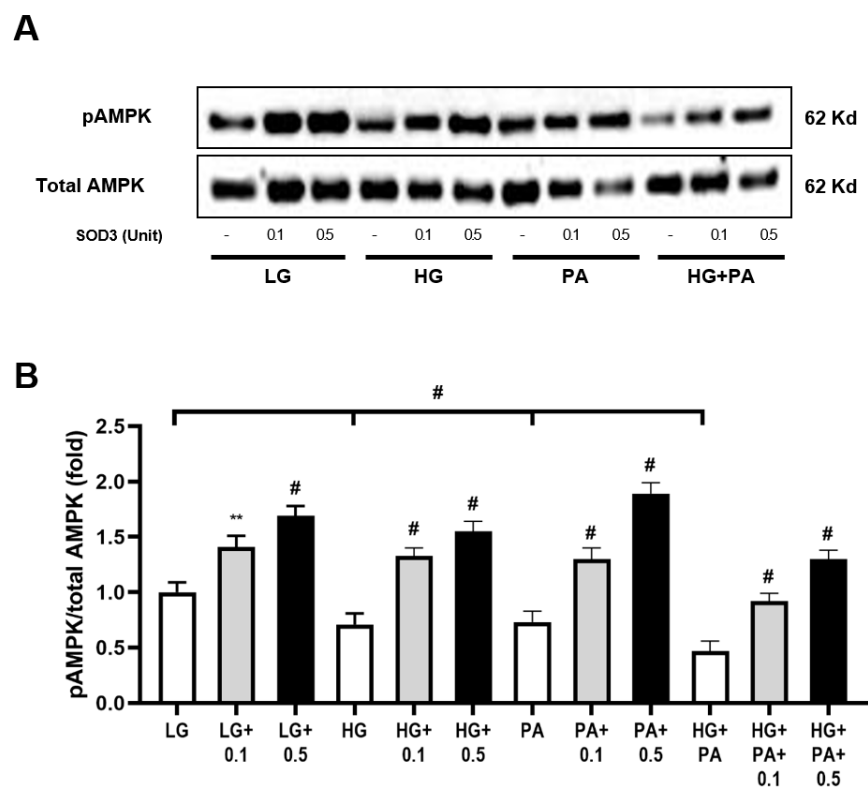 A
pAMPK 62 Kd
Total AMPK 62 Kd
SOD3 (Unit) - 0.1 0.5 - 0.1 0.5 - 0.1 0.5 - 0.1 0.5
LG HG PA HG+PA
B
#
pAMPK/total AMPK (fold)
2.5
2.0
1.5
1.0
0.5
0.0
** # # # # # # #
LG LG+ LG+ HG HG+ HG+ PA PA+ PA+ HG+ HG+ HG+
0.1 0.5 0.1 0.5 0.1 0.5 PA PA+ PA+
0.1 0.5